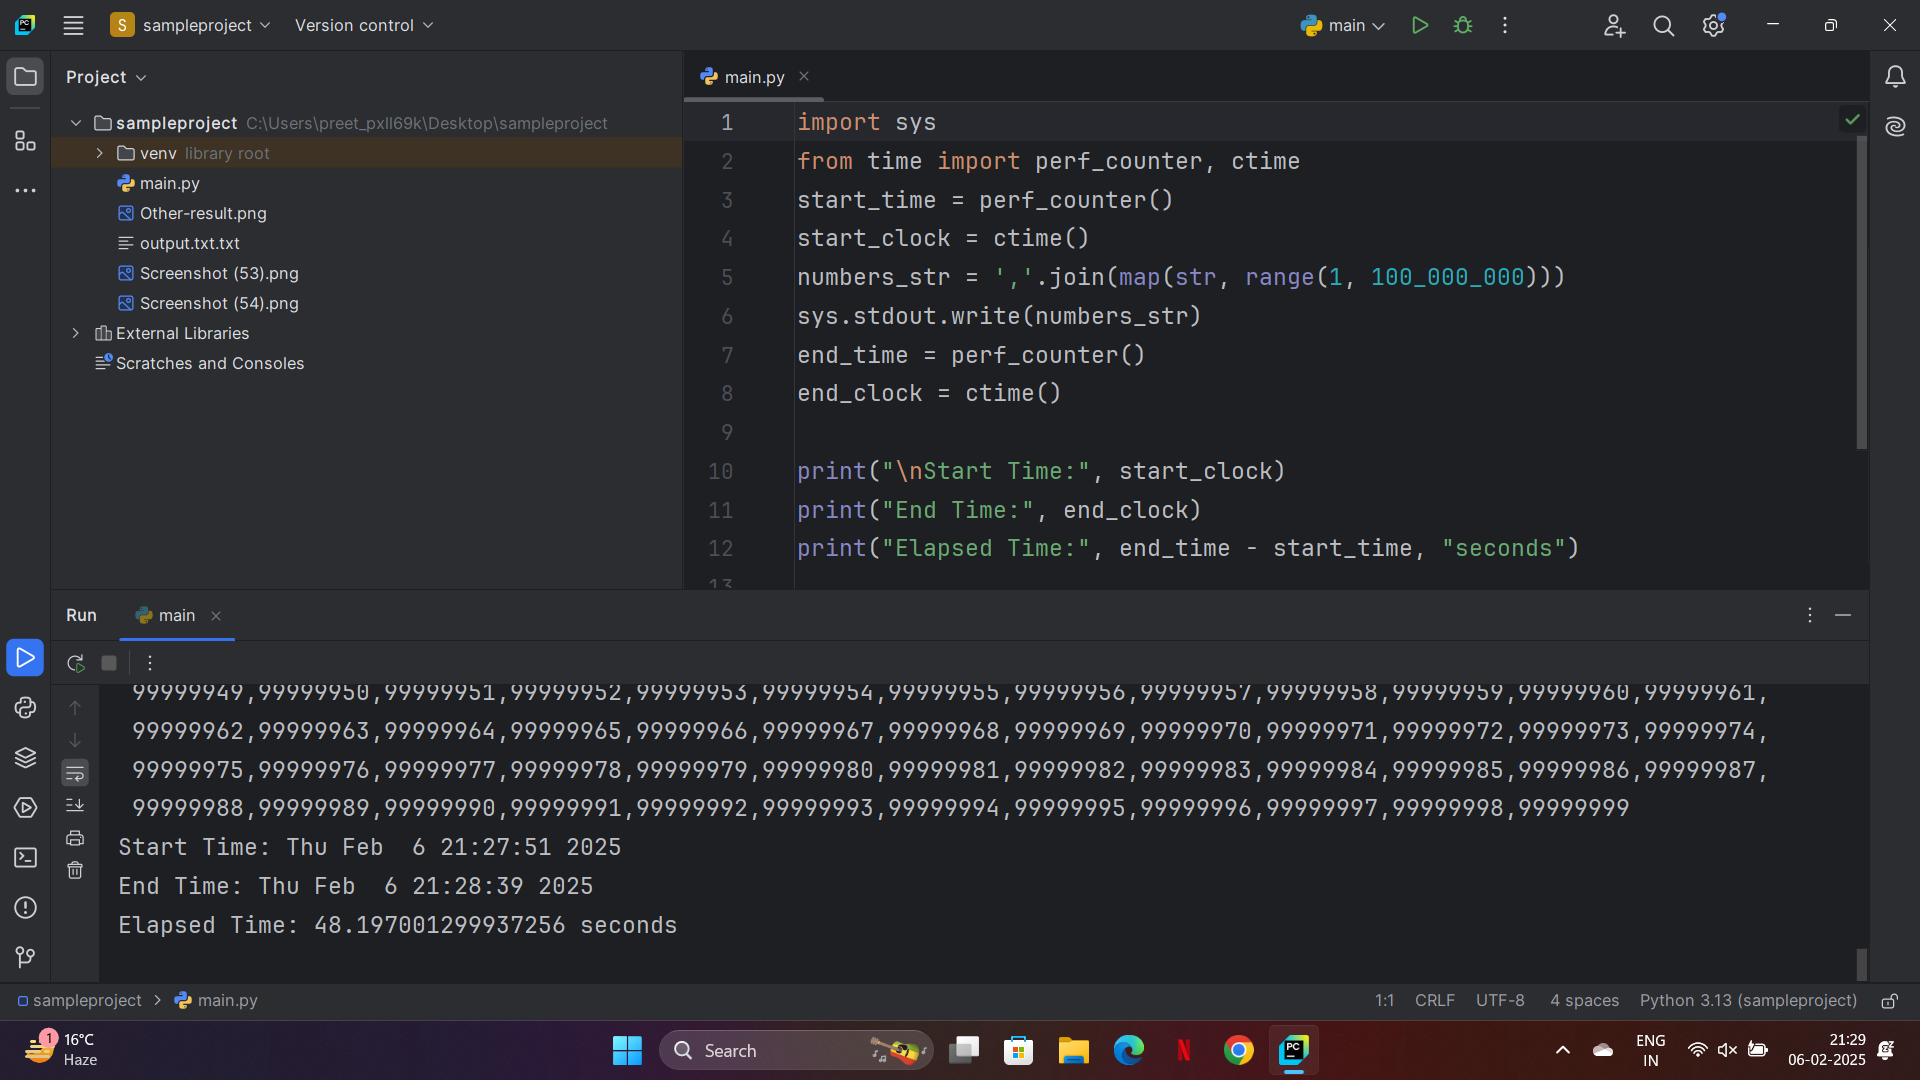 S sampleproject Version control main
Project
main.py
sampleproject C:\Users\preet_pxll69k\Desktop\sampleproject
venv library root
main.py
Other-result.png
output.txt.txt
Screenshot (53).png
Screenshot (54).png
External Libraries
Scratches and Consoles
1 import sys
2 from time import perf_counter, ctime
3 start_time = perf_counter()
4 start_clock = ctime()
5 numbers_str = ','.join(map(str, range(1, 100_000_000)))
6 sys.stdout.write(numbers_str)
7 end_time = perf_counter()
8 end_clock = ctime()
9
10 print("\nStart Time:", start_clock)
11 print("End Time:", end_clock)
12 print("Elapsed Time:", end_time - start_time, "seconds")
13
Run main
99999949,99999950,99999951,99999952,99999953,99999954,99999955,99999956,99999957,99999958,99999959,99999960,99999961,
99999962,99999963,99999964,99999965,99999966,99999967,99999968,99999969,99999970,99999971,99999972,99999973,99999974,
99999975,99999976,99999977,99999978,99999979,99999980,99999981,99999982,99999983,99999984,99999985,99999986,99999987,
99999988,99999989,99999990,99999991,99999992,99999993,99999994,99999995,99999996,99999997,99999998,99999999
Start Time: Thu Feb  6 21:27:51 2025
End Time: Thu Feb  6 21:28:39 2025
Elapsed Time: 48.197001299937256 seconds
sampleproject > main.py 1:1 CRLF UTF-8 4 spaces Python 3.13 (sampleproject)
1 16°C
Haze
Search
ENG
IN
21:29
06-02-2025